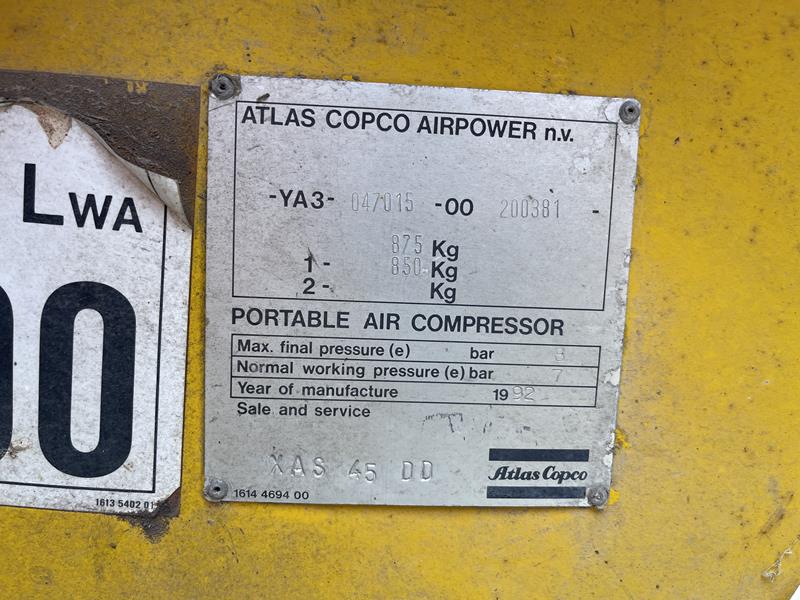 LWA
00
1613 5402 01
ATLAS COPCO AIRPOWER n.v.
-YA3- 047015 -00 200381 -
875 Kg
1- 850 Kg
2- Kg
PORTABLE AIR COMPRESSOR
Max. final pressure (e) bar 8
Normal working pressure (e) bar 7
Year of manufacture 1992
Sale and service
XAS 45 DD
Atlas Copco
1614 4694 00